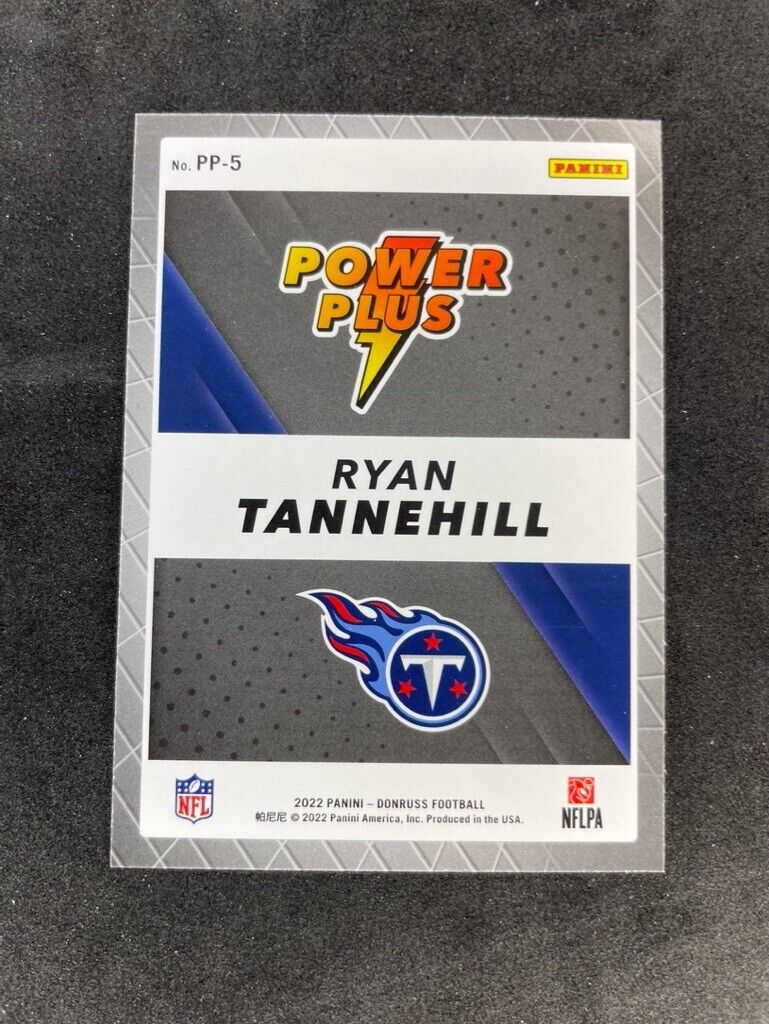 No. PP-5
PANINI
POWER
PLUS
RYAN
TANNEHILL
T
NFL
2022 PANINI – DONRUSS FOOTBALL
帕尼尼 © 2022 Panini America, Inc. Produced in the USA.
NFLPA